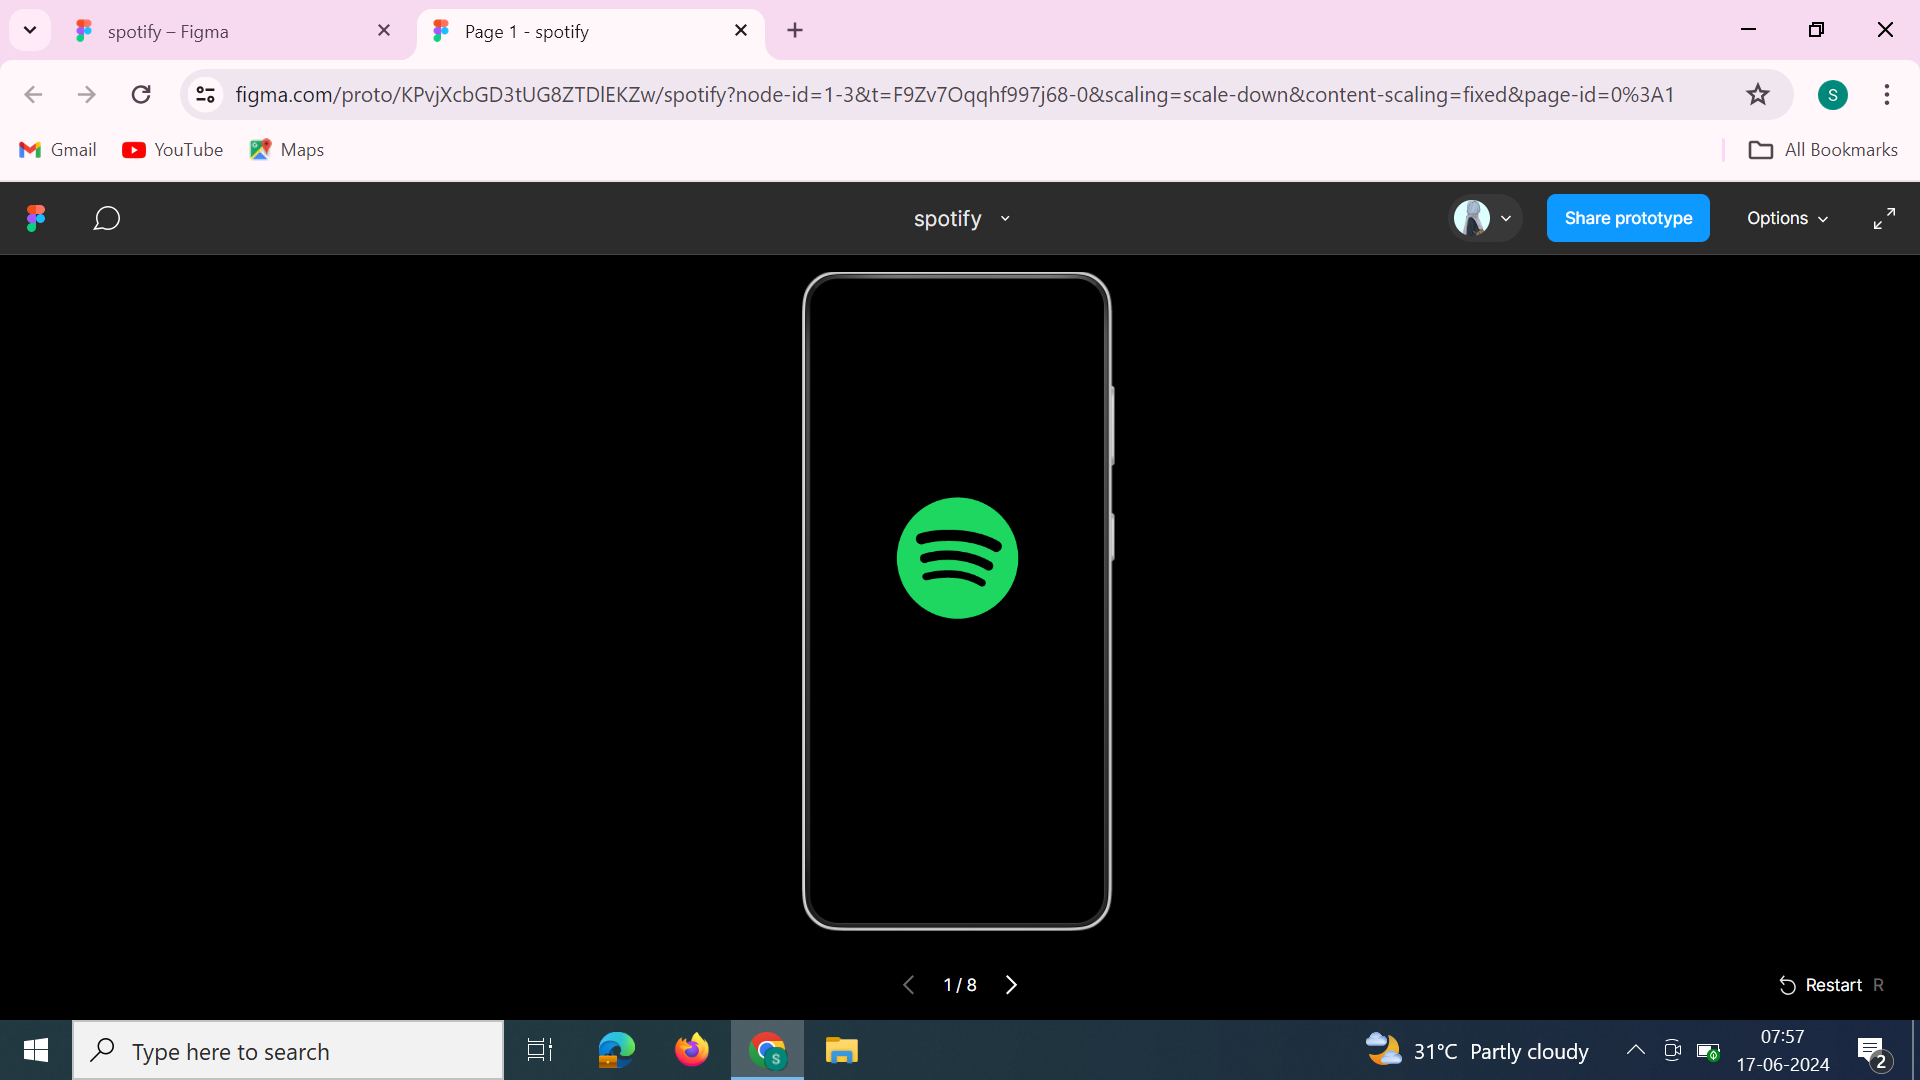 spotify – Figma
Page 1 - spotify
figma.com/proto/KPvjXcbGD3tUG8ZTDlEKZw/spotify?node-id=1-3&t=F9Zv7Oqqhf997j68-0&scaling=scale-down&content-scaling=fixed&page-id=0%3A1
S
Gmail
YouTube
Maps
All Bookmarks
spotify
Share prototype
Options
1 / 8
Restart R
Type here to search
S
31°C Partly cloudy
07:57
17-06-2024
2